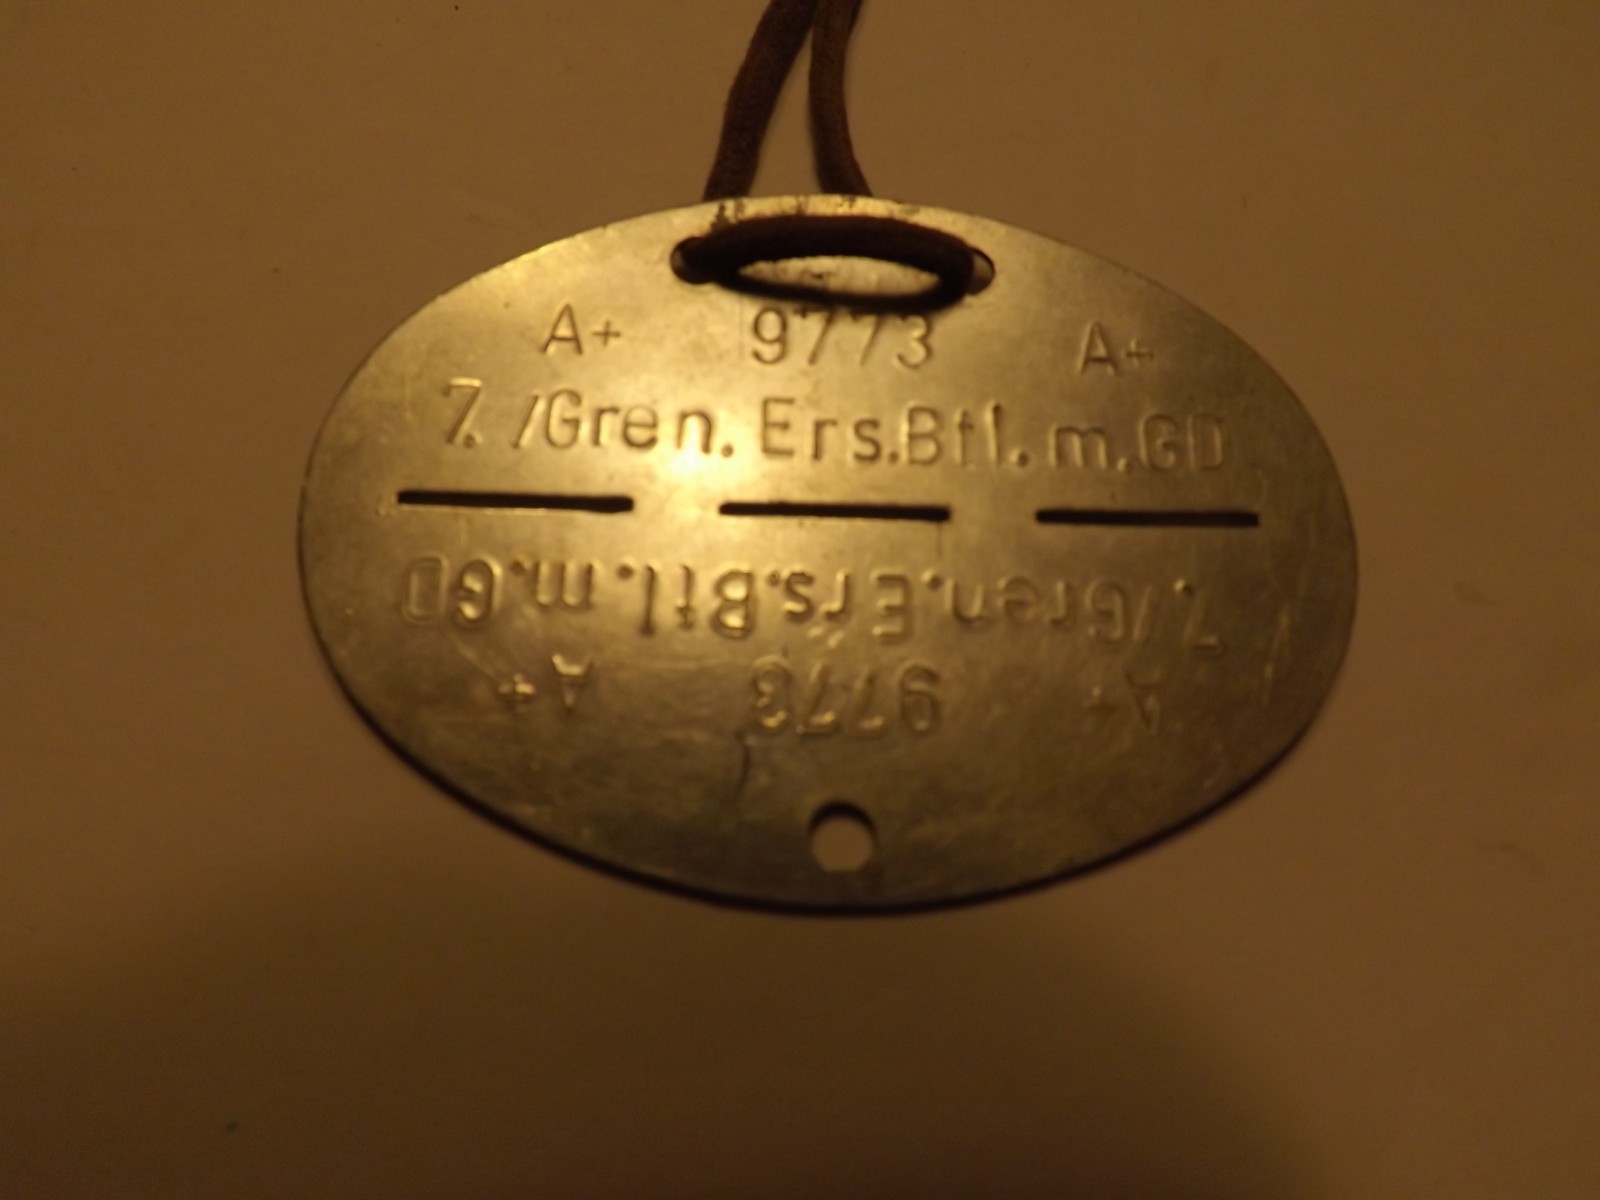 A+ 9773 A+
7. /Gren. Ers.Btl. m.GD
7./Gren.Ers.Btl.m.GD
A+ 9773 A+